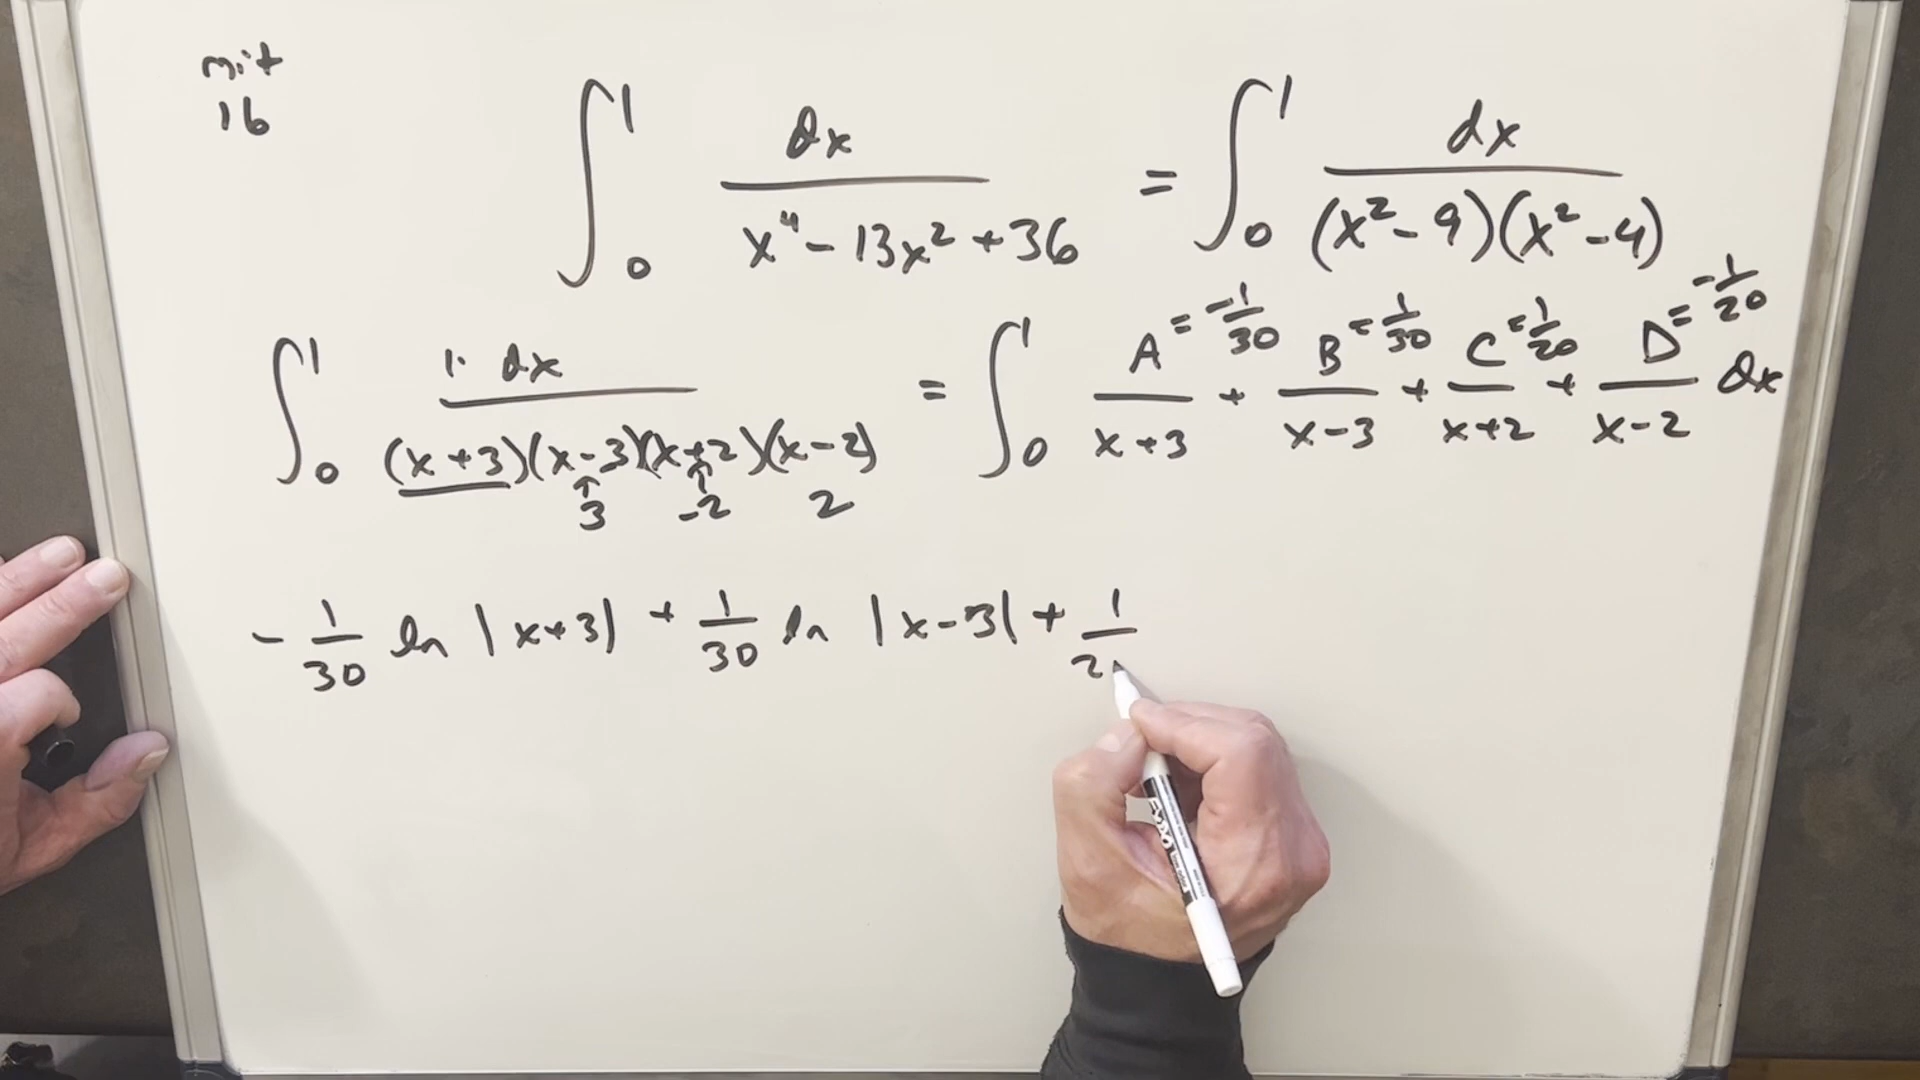 mit
16
∫₀¹ dx / (x⁴ - 13x² + 36) = ∫₀¹ dx / ((x² - 9)(x² - 4))
∫₀¹ 1· dx / ((x + 3)(x - 3)(x + 2)(x - 2)) = ∫₀¹ A/(x + 3) + B/(x - 3) + C/(x + 2) + D/(x - 2) dx
A = -1/30 B = 1/30 C = 1/20 D = -1/20
3 -2 2
- 1/30 ln |x+3| + 1/30 ln |x-3| + 1/2
EXPO